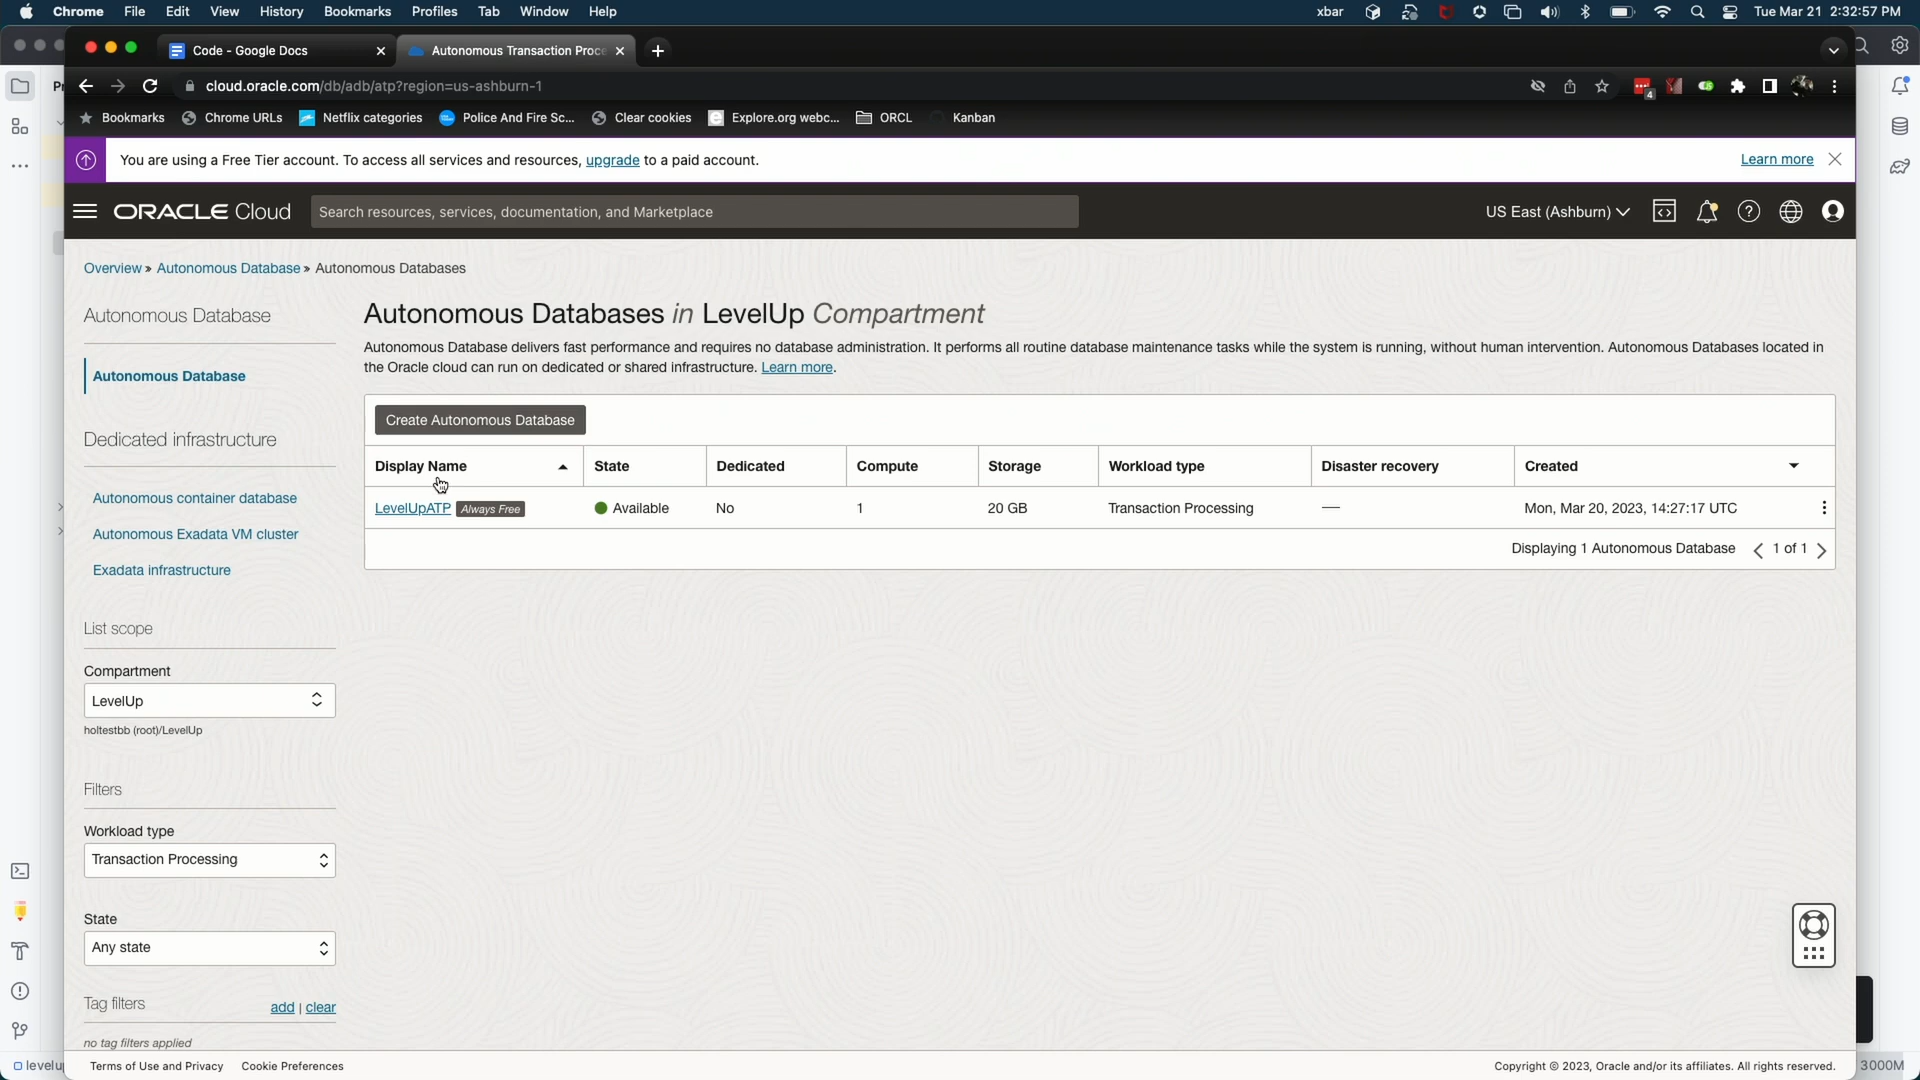 Chrome File Edit View History Bookmarks Profiles Tab Window Help xbar Tue Mar 21 2:32:57 PM
Code - Google Docs Autonomous Transaction Proce
cloud.oracle.com/db/adb/atp?region=us-ashburn-1 4
Bookmarks Chrome URLs Netflix categories Police And Fire Sc... Clear cookies Explore.org webc... ORCL Kanban
You are using a Free Tier account. To access all services and resources, upgrade to a paid account. Learn more
ORACLE Cloud Search resources, services, documentation, and Marketplace US East (Ashburn)
Overview » Autonomous Database » Autonomous Databases
Autonomous Database
Autonomous Database
Dedicated infrastructure
Autonomous container database
Autonomous Exadata VM cluster
Exadata infrastructure
List scope
Compartment
LevelUp
holtestbb (root)/LevelUp
Filters
Workload type
Transaction Processing
State
Any state
Tag filters add | clear
no tag filters applied
Autonomous Databases in LevelUp Compartment
Autonomous Database delivers fast performance and requires no database administration. It performs all routine database maintenance tasks while the system is running, without human intervention. Autonomous Databases located in
the Oracle cloud can run on dedicated or shared infrastructure. Learn more.
Create Autonomous Database
Display Name State Dedicated Compute Storage Workload type Disaster recovery Created
LevelUpATP Always Free Available No 1 20 GB Transaction Processing — Mon, Mar 20, 2023, 14:27:17 UTC
Displaying 1 Autonomous Database 1 of 1
Terms of Use and Privacy Cookie Preferences Copyright © 2023, Oracle and/or its affiliates. All rights reserved.